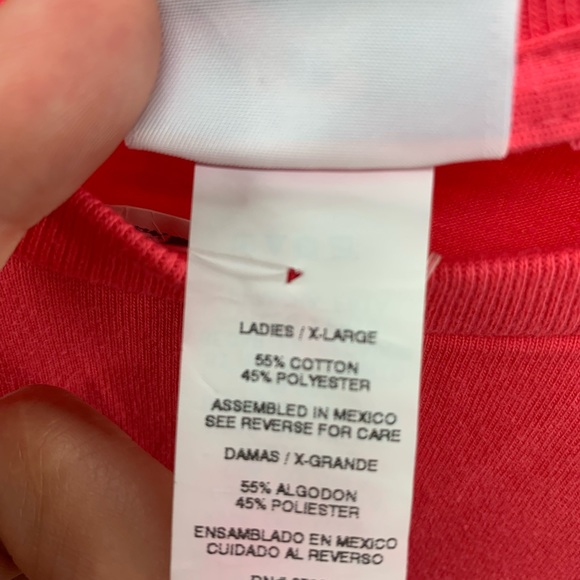 LADIES / X-LARGE
55% COTTON
45% POLYESTER
ASSEMBLED IN MEXICO
SEE REVERSE FOR CARE
DAMAS / X-GRANDE
55% ALGODON
45% POLIESTER
ENSAMBLADO EN MEXICO
CUIDADO AL REVERSO